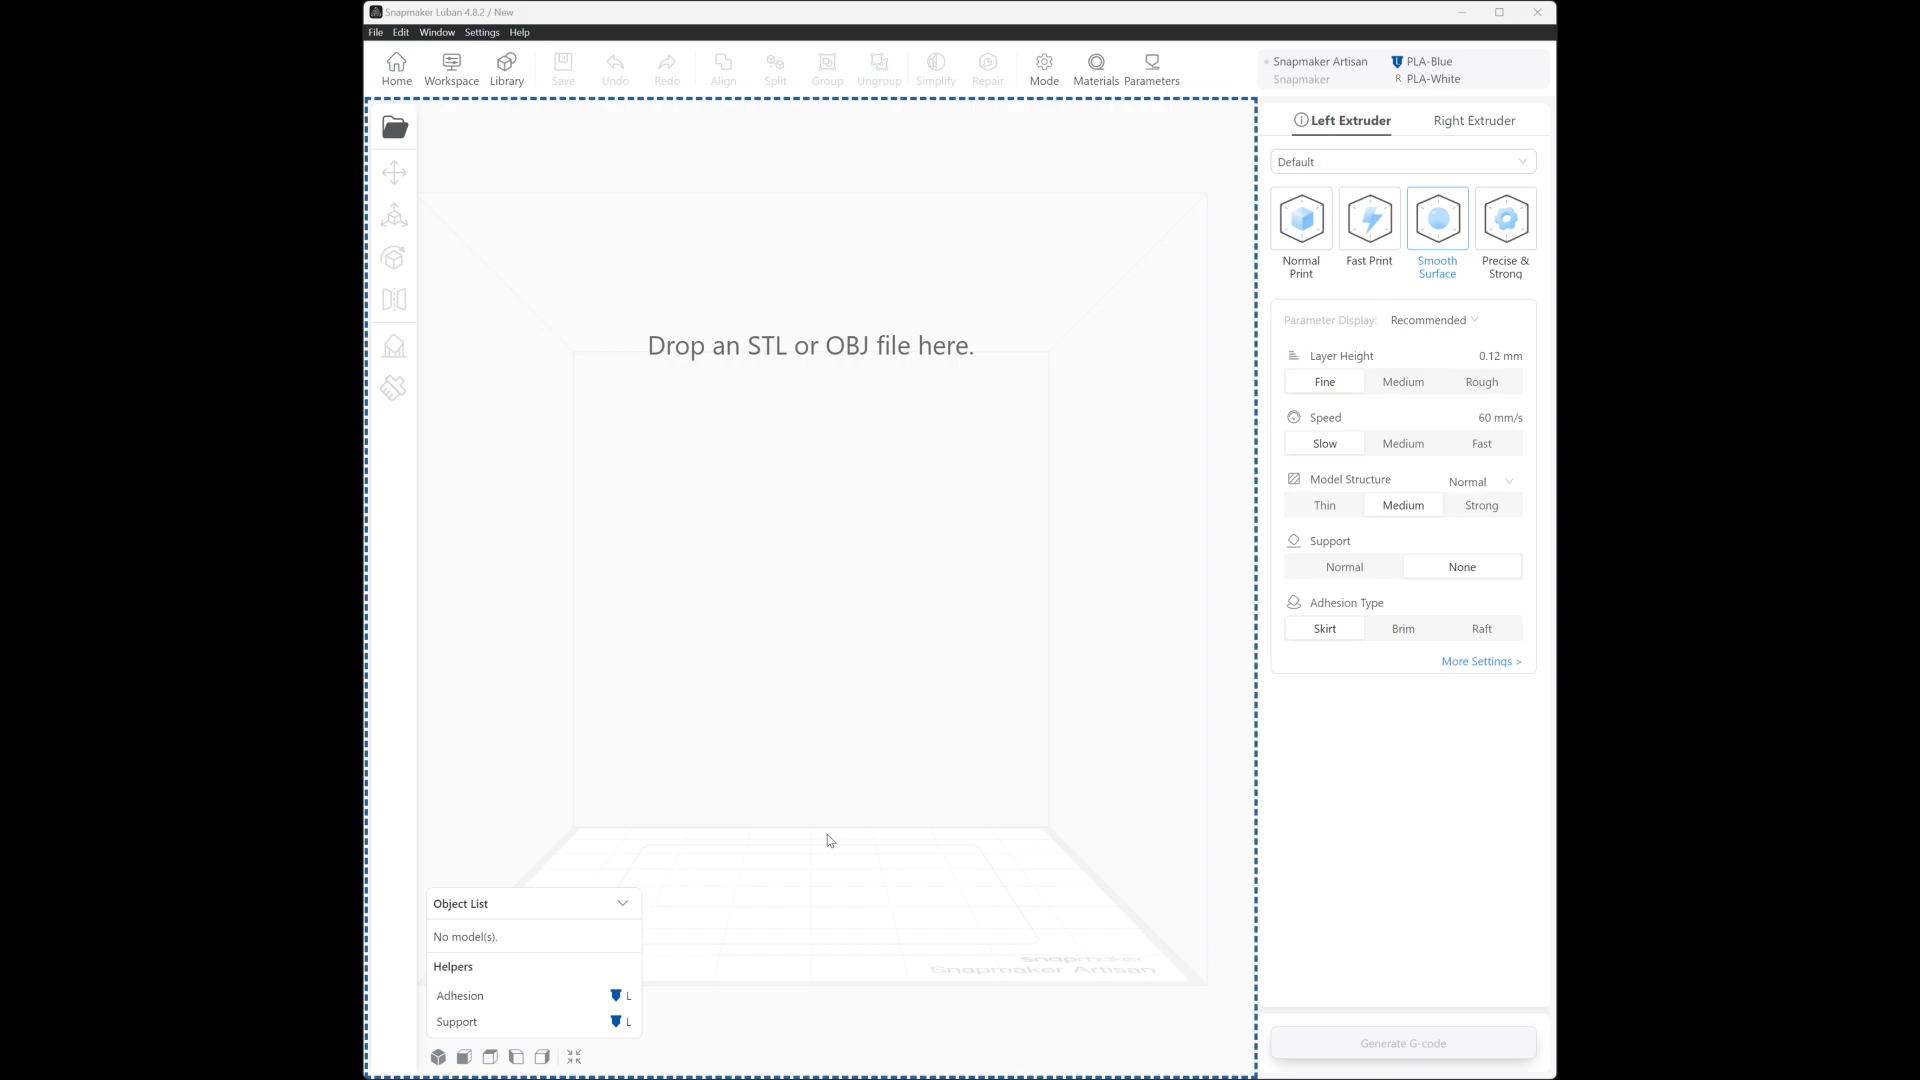 Snapmaker Luban 4.8.2 / New
File Edit Window Settings Help
Home Workspace Library Save Undo Redo Align Split Group Ungroup Simplify Repair Mode Materials Parameters
Snapmaker Artisan L PLA-Blue
Snapmaker R PLA-White
Left Extruder Right Extruder
Default
Normal Print Fast Print Smooth Surface Precise & Strong
Drop an STL or OBJ file here.
Parameter Display: Recommended
Layer Height 0.12 mm
Fine Medium Rough
Speed 60 mm/s
Slow Medium Fast
Model Structure Normal
Thin Medium Strong
Support
Normal None
Adhesion Type
Skirt Brim Raft
More Settings >
Object List
No model(s).
Helpers
Adhesion L
Support L
snapmaker
Snapmaker Artisan
Generate G-code